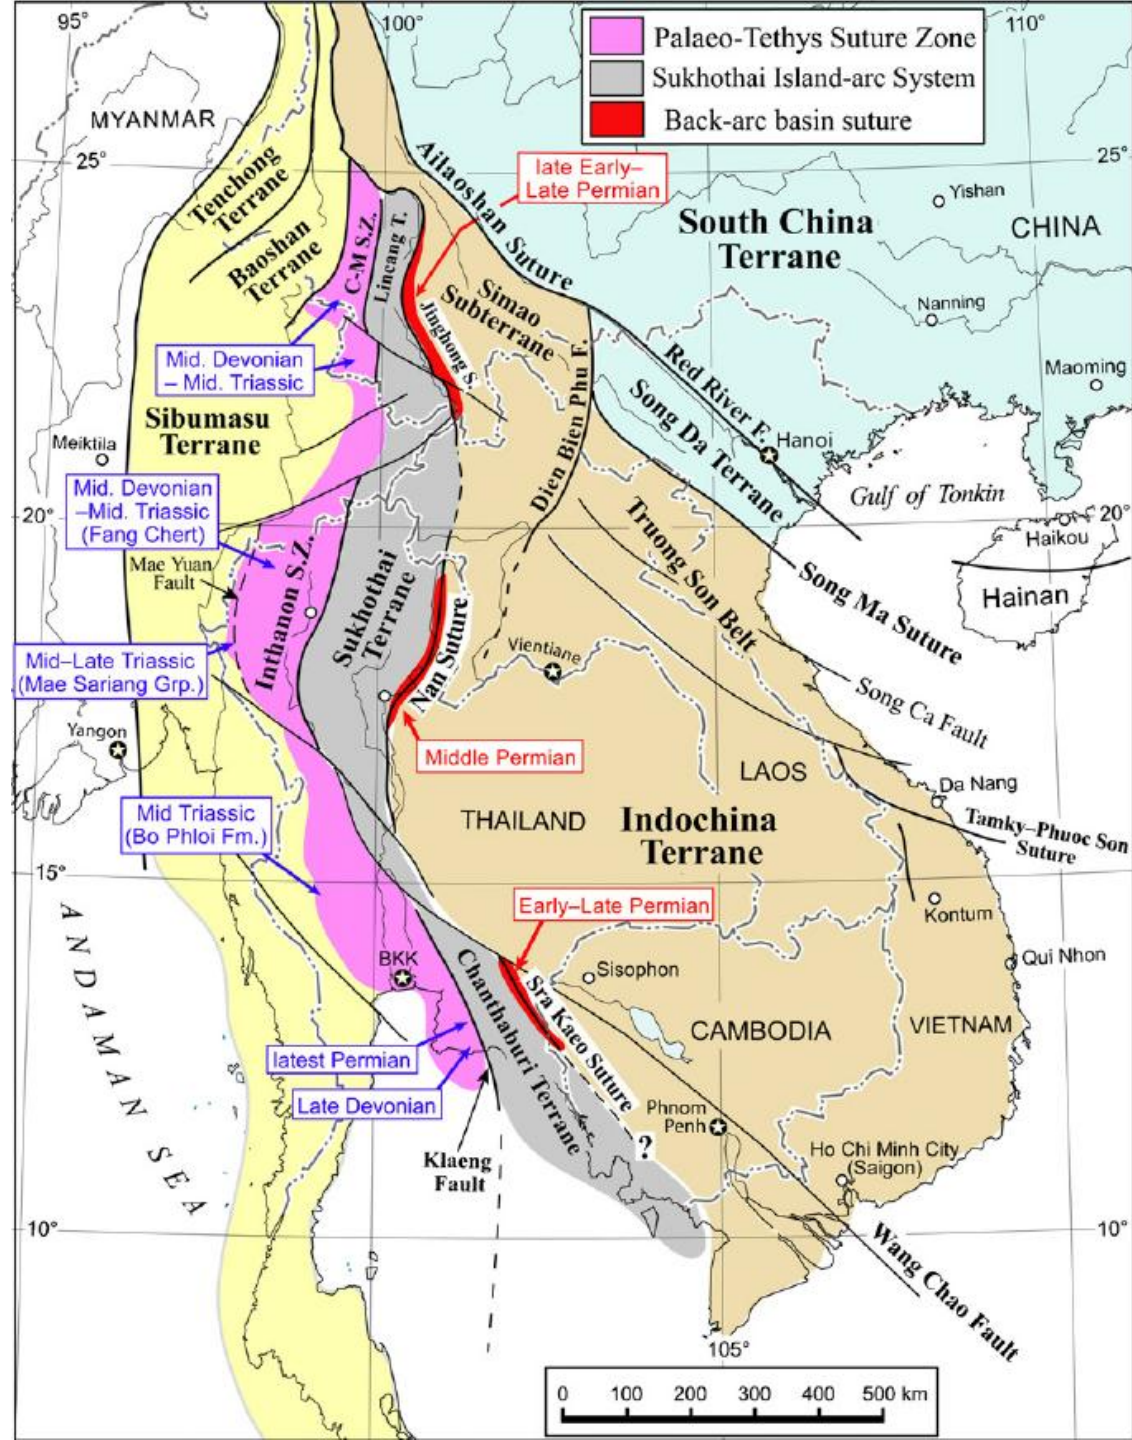 95°
100°
110°
Palaeo-Tethys Suture Zone
Sukhothai Island-arc System
Back-arc basin suture
MYANMAR
25°
25°
Ailaoshan Suture
late Early–
Late Permian
Tenchong
Terrane
Baoshan
Terrane
C-M S.Z.
Lincang T.
Yishan
South China
Terrane
CHINA
Simao
Subterrane
Jinghong S.
Nanning
Mid. Devonian
– Mid. Triassic
Red River F.
Maoming
Sibumasu
Terrane
Dien Bien Phu F.
Song Da Terrane
Meiktila
Hanoi
Mid. Devonian
–Mid. Triassic
(Fang Chert)
Gulf of Tonkin
20°
20°
Haikou
Mae Yuan
Fault
Inthanon S.Z.
Sukhothai
Terrane
Truong Son Belt
Song Ma Suture
Hainan
Nan Suture
Vientiane
Mid–Late Triassic
(Mae Sariang Grp.)
Song Ca Fault
Yangon
Middle Permian
LAOS
Da Nang
Mid Triassic
(Bo Phloi Fm.)
THAILAND
Indochina
Terrane
Tamky–Phuoc Son
Suture
15°
Early–Late Permian
Kontum
ANDAMAN SEA
BKK
Chanthaburi Terrane
Sisophon
Qui Nhon
Sra Kaeo Suture
CAMBODIA
VIETNAM
latest Permian
Late Devonian
Phnom
Penh
?
Klaeng
Fault
Ho Chi Minh City
(Saigon)
10°
10°
Wang Chao Fault
105°
0 100 200 300 400 500 km